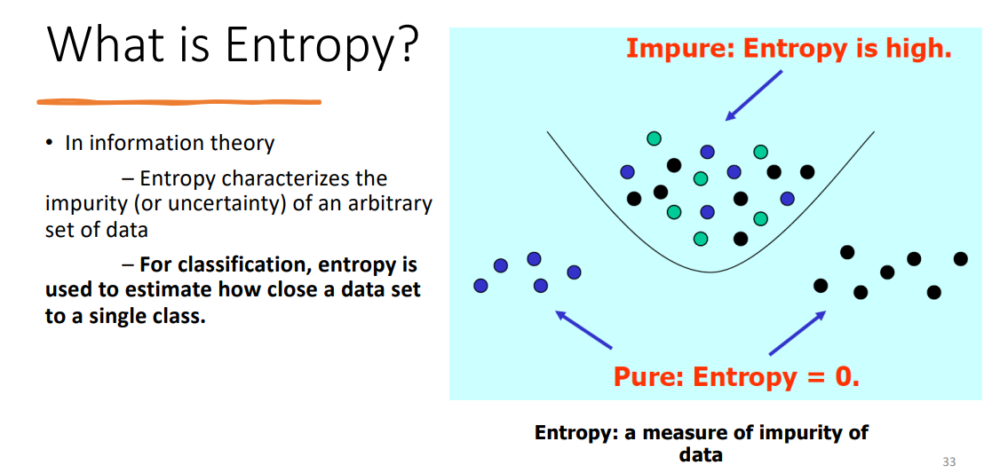 What is Entropy?
• In information theory
– Entropy characterizes the
impurity (or uncertainty) of an arbitrary
set of data
– For classification, entropy is
used to estimate how close a data set
to a single class.
Impure: Entropy is high.
Pure: Entropy = 0.
Entropy: a measure of impurity of
data
33